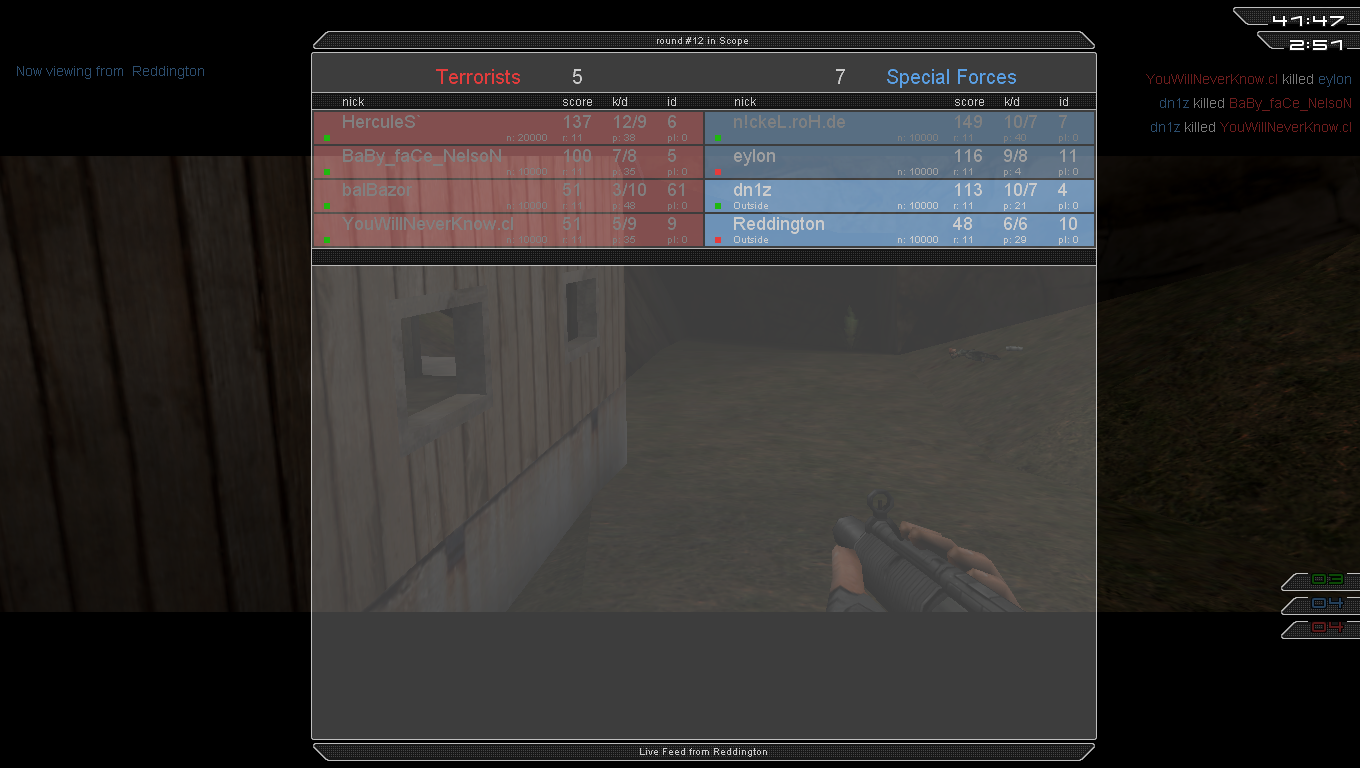 round #12 in Scope
41:47
2:51
Now viewing from Reddington
YouWillNeverKnow.cl killed eylon
dn1z killed BaBy_faCe_NelsoN
dn1z killed YouWillNeverKnow.cl
Terrorists 5 7 Special Forces
nick score k/d id nick score k/d id
HerculeS' 137 12/9 6 n!ckeL.roH.de 149 10/7 7
n: 20000 r: 11 p: 38 pl: 0 n: 10000 r: 11 p: 40 pl: 0
BaBy_faCe_NelsoN 100 7/8 5 eylon 116 9/8 11
n: 10000 r: 11 p: 35 pl: 0 n: 10000 r: 11 p: 4 pl: 0
balBazor 51 3/10 61 dn1z 113 10/7 4
n: 10000 r: 11 p: 48 pl: 0 Outside n: 10000 r: 11 p: 21 pl: 0
YouWillNeverKnow.cl 51 5/9 9 Reddington 48 6/6 10
n: 10000 r: 11 p: 35 pl: 0 Outside n: 10000 r: 11 p: 29 pl: 0
03
04
04
Live Feed from Reddington